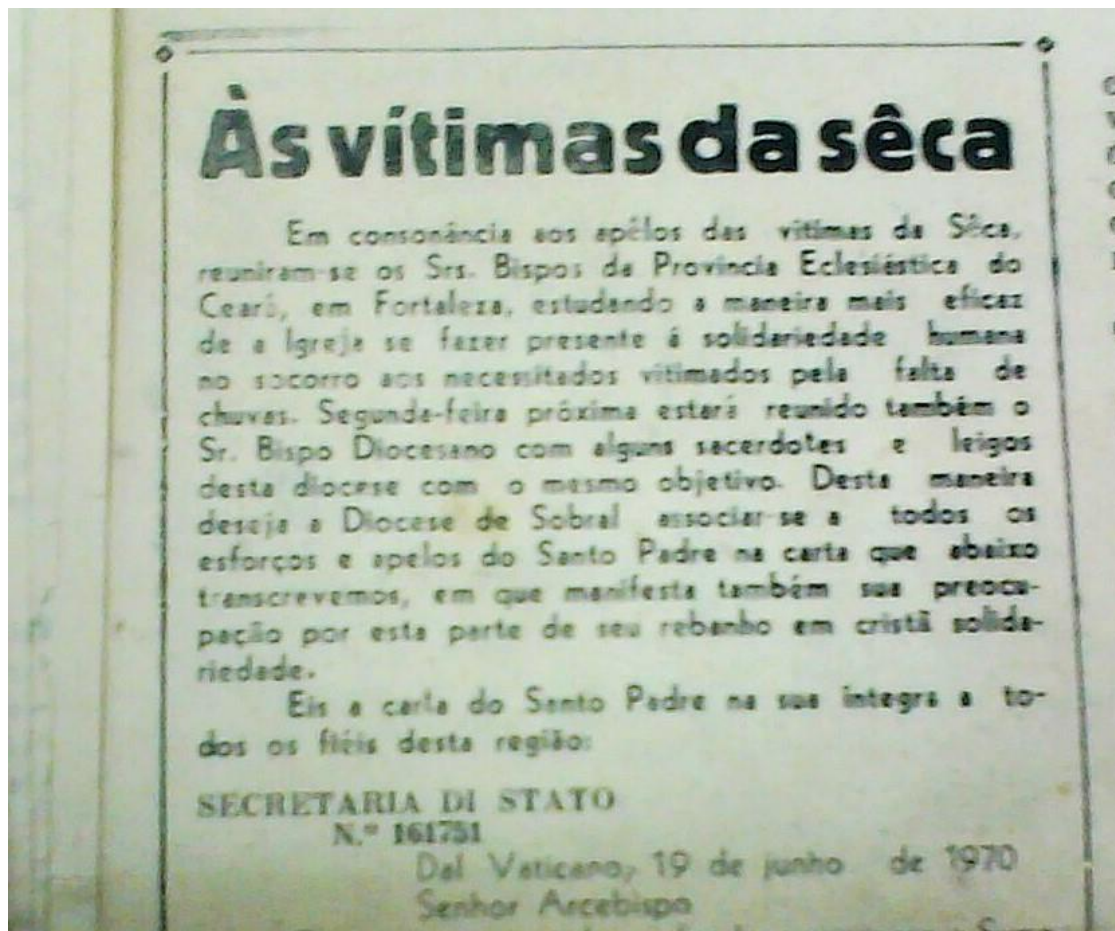 Às vítimas da sêca
Em consonância aos apêlos das vítimas da Sêca,
reuniram-se os Srs. Bispos da Província Eclesiástica do
Ceará, em Fortaleza, estudando a maneira mais eficaz
de a Igreja se fazer presente á solidariedade humana
no socorro aos necessitados vitimados pela falta de
chuvas. Segunda-feira próxima estará reunido também o
Sr. Bispo Diocesano com alguns sacerdotes e leigos
desta diocese com o mesmo objetivo. Desta maneira
deseja a Diocese de Sobral associar-se a todos os
esforços e apelos do Santo Padre na carta que abaixo
transcrevemos, em que manifesta também sua preocu-
pação por esta parte de seu rebanho em cristã solida-
riedade.
Eis a carta do Santo Padre na sua íntegra a to-
dos os fiéis desta região:
SECRETARIA DI STATO
N.º 161751
Dal Vaticano, 19 de junho de 1970
Senhor Arcebispo